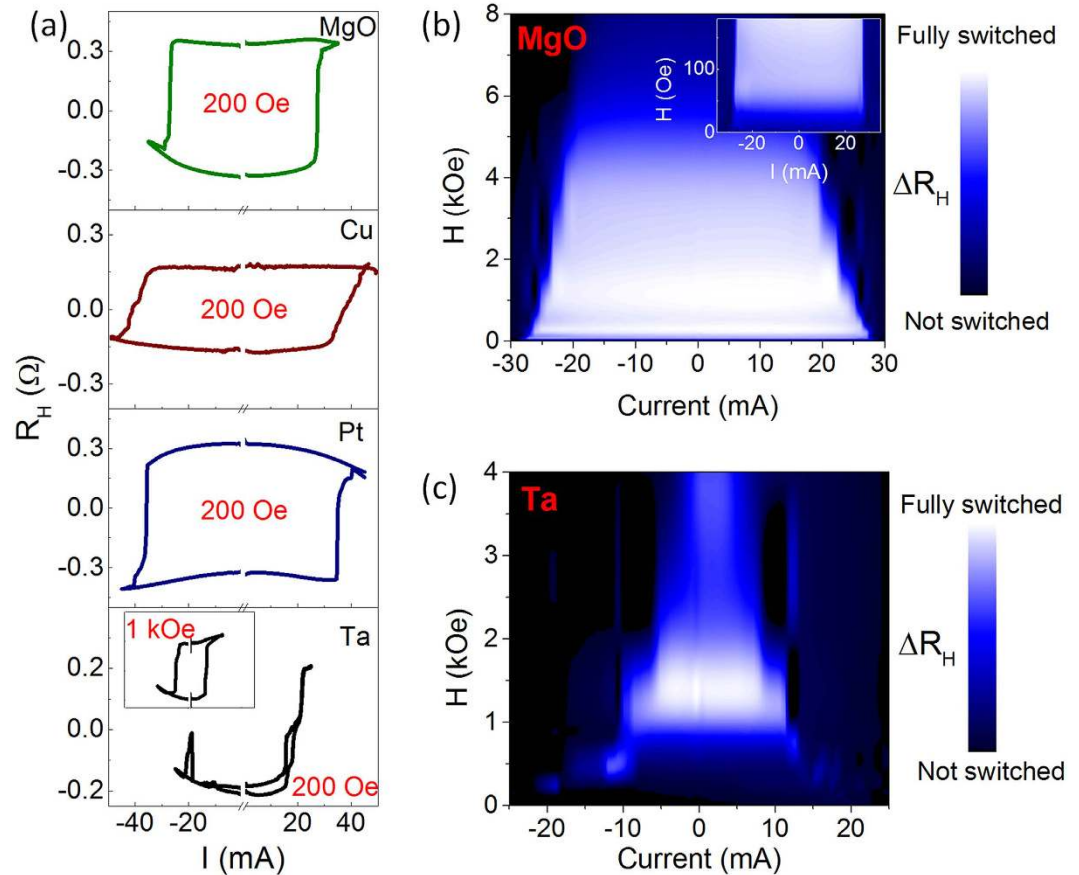 (a)
MgO
0.3
0.0
-0.3
200 Oe
Cu
0.3
0.0
-0.3
200 Oe
Pt
0.3
0.0
-0.3
200 Oe
Ta
1 kOe
0.2
0.0
-0.2
200 Oe
-40 -20 20 40
I (mA)
R_H (Ω)
(b)
MgO
8
6
4
2
0
H (kOe)
-30 -20 -10 0 10 20 30
Current (mA)
100
0
H (Oe)
-20 0 20
I (mA)
Fully switched
ΔR_H
Not switched
(c)
Ta
4
3
2
1
0
H (kOe)
-20 -10 0 10 20
Current (mA)
Fully switched
ΔR_H
Not switched